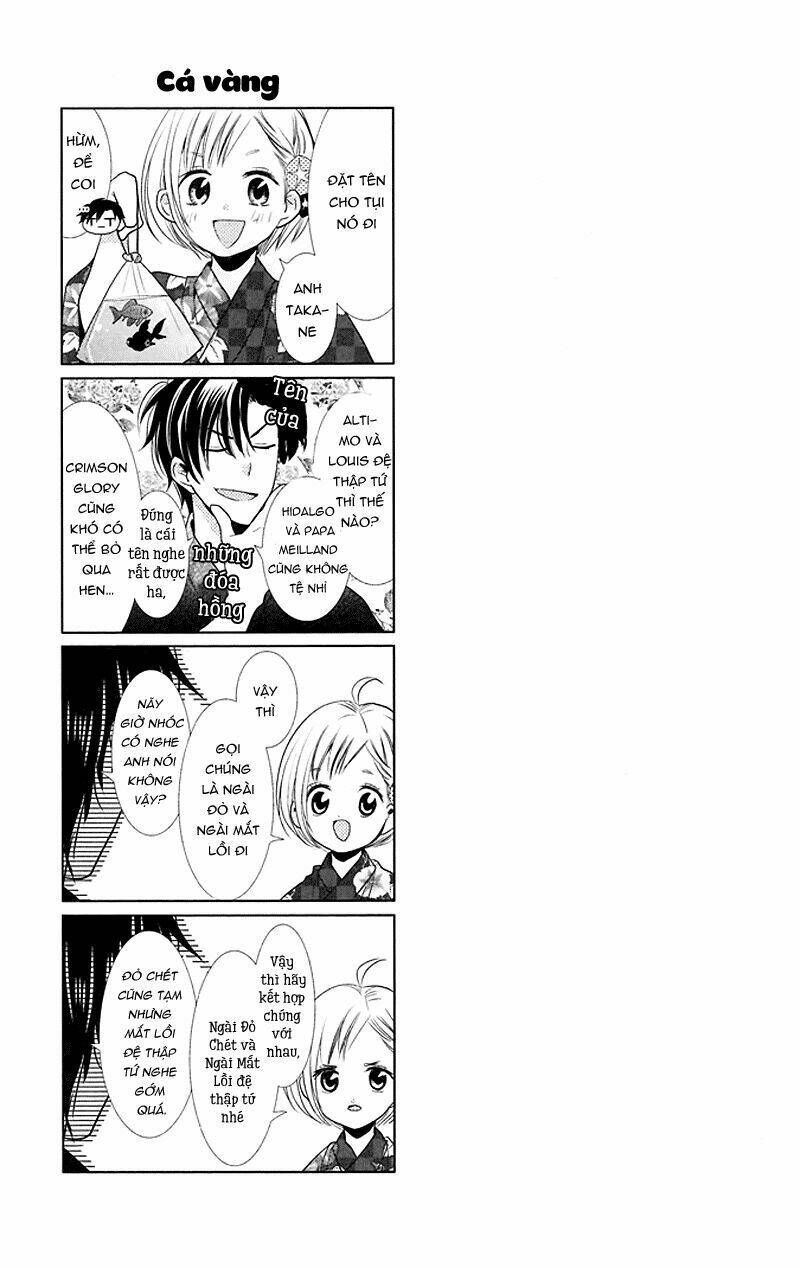 Cá vàng
ĐẶT TÊN
CHO TỤI
NÓ ĐI
ANH
TAKA-
NE
HỪM,
ĐỂ
COI
ALTI-
MO VÀ
LOUIS ĐỆ
THẬP TỨ
THÌ THẾ
NÀO?
HIDALGO
VÀ PAPA
MEILLAND
CŨNG KHÔNG
TỆ NHỈ
Tên
của
những
đóa
hồng
Đúng
là cái
tên nghe
rất được
ha,
CRIMSON
GLORY
CŨNG
KHÓ CÓ
THỂ BỎ
QUA
HEN...
VẬY
THÌ
GỌI
CHÚNG
LÀ NGÀI
ĐỎ VÀ
NGÀI MẮT
LỒI ĐI
NÃY
GIỜ NHÓC
CÓ NGHE
ANH NÓI
KHÔNG
VẬY?
Vậy
thì hãy
kết hợp
chúng
với
nhau,
Ngài Đỏ
Chét và
Ngài Mắt
Lồi đệ
thập tứ
nhé
ĐỎ CHÉT
CŨNG TẠM
NHƯNG
MẮT LỒI
ĐỆ THẬP
TỨ NGHE
GỚM
QUÁ.